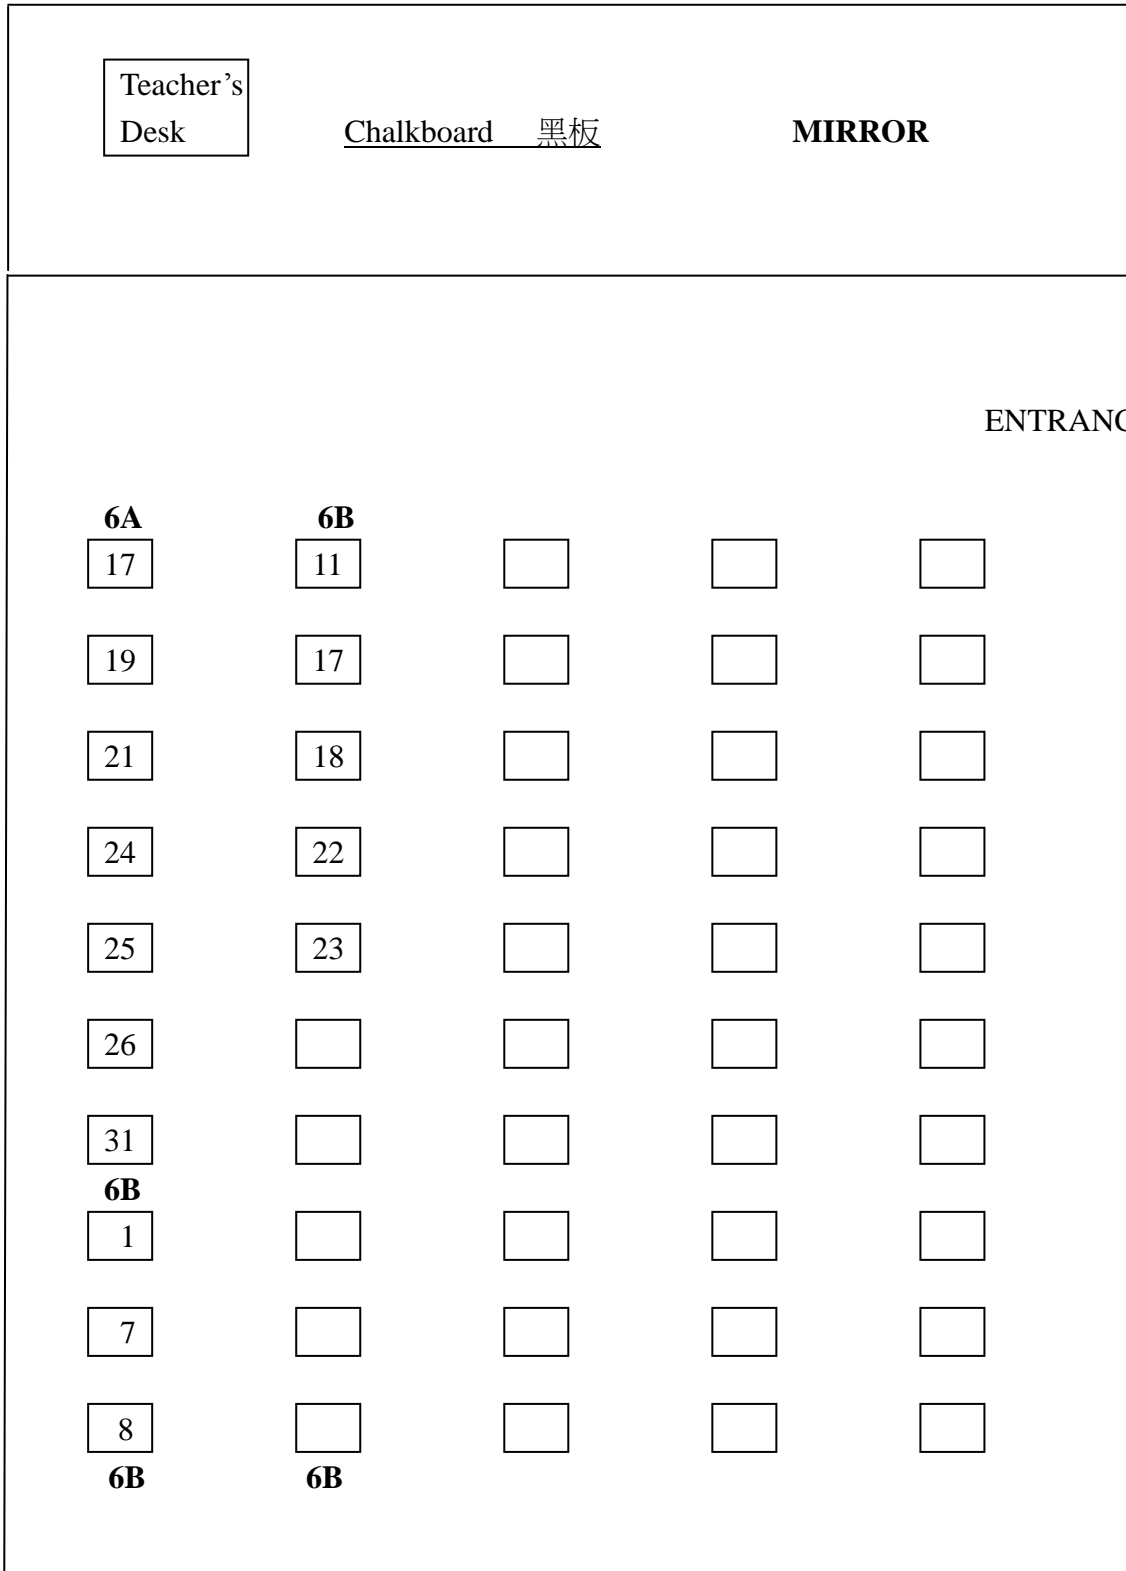 Teacher's
Desk
Chalkboard 黑板
MIRROR
ENTRANC
6A 6B
17 11
19 17
21 18
24 22
25 23
26
31
6B
1
7
8
6B 6B